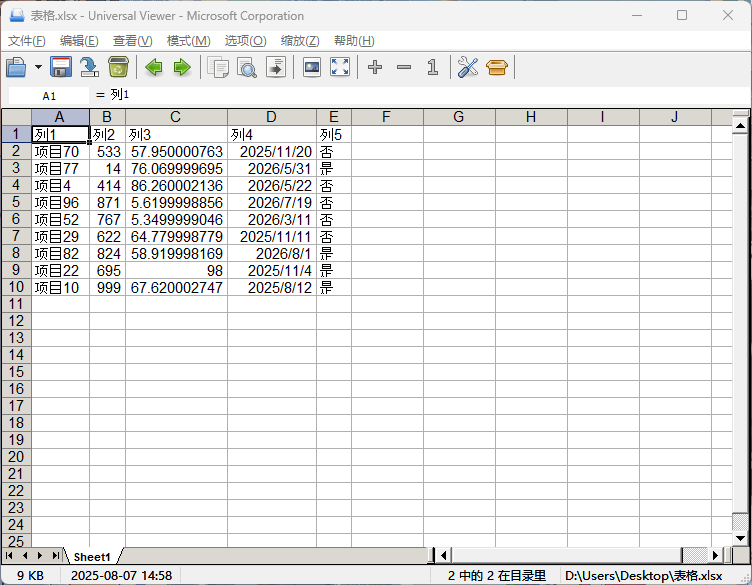 表格.xlsx - Universal Viewer - Microsoft Corporation
文件(F) 编辑(E) 查看(V) 模式(M) 选项(O) 缩放(Z) 帮助(H)
1
A1 = 列1
A B C D E F G H I J
1 列1 列2 列3 列4 列5
2 项目70 533 57.950000763 2025/11/20 否
3 项目77 14 76.069999695 2026/5/31 是
4 项目4 414 86.260002136 2026/5/22 否
5 项目96 871 5.6199998856 2026/7/19 否
6 项目52 767 5.3499999046 2026/3/11 否
7 项目29 622 64.779998779 2025/11/11 否
8 项目82 824 58.919998169 2026/8/1 是
9 项目22 695 98 2025/11/4 是
10 项目10 999 67.620002747 2025/8/12 是
11
12
13
14
15
16
17
18
19
20
21
22
23
24
25
Sheet1
9 KB 2025-08-07 14:58 2 中的 2 在目录里 D:\Users\Desktop\表格.xlsx